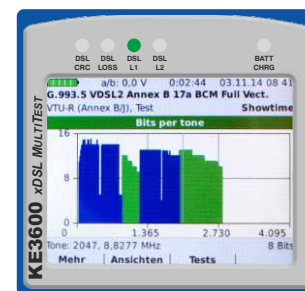 DSL CRC
DSL LOSS
DSL L1
DSL L2
BATT CHRG
a/b: 0,0 V 0:02:44 03.11.14 08 41
G.993.5 VDSL2 Annex B 17a BCM Full Vect.
VTU-R (Annex B/J), Test Showtime
Bits per tone
16
8
0
0 1.365 2.730 4.095
Tone: 2047, 8,8277 MHz 8 Bits
Mehr Ansichten Tests
KE3600 xDSL MULTITEST